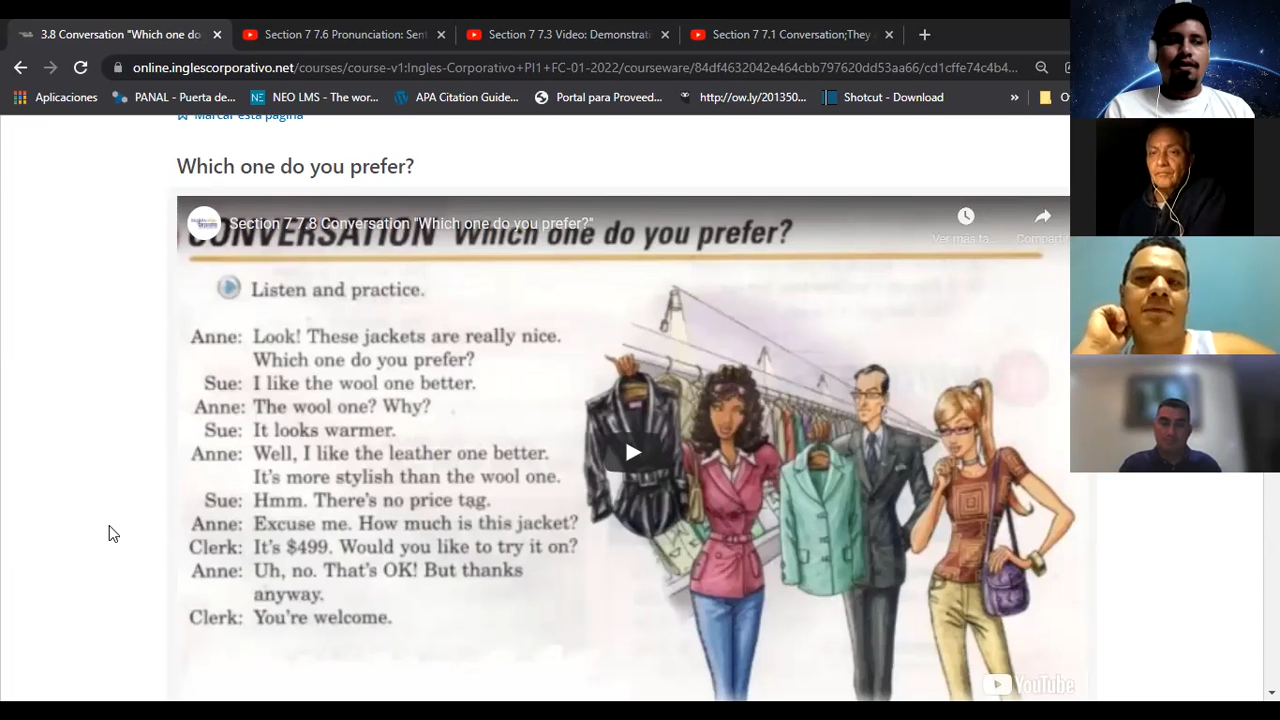 3.8 Conversation "Which one do
Section 7 7.6 Pronunciation: Sent
Section 7 7.3 Video: Demonstrati
Section 7 7.1 Conversation;They a
online.inglescorporativo.net/courses/course-v1:Ingles-Corpora PI1+FC-01-2022/courseware/84df4632042e464cbb797620dd53aa66/cd1cffe74c4b4...
Aplicaciones
PANAL - Puerta de...
NEO LMS - The wor...
APA Citation Guide...
Portal para Proveed...
http://ow.ly/201350...
Shotcut - Download
»
Marcar esta página
Which one do you prefer?
Section 7 7.8 Conversation "Which one do you prefer?"
CONVERSATION Which one do you prefer?
Ver más ta...
Compartir
Listen and practice.
Anne: Look! These jackets are really nice.
Which one do you prefer?
Sue: I like the wool one better.
Anne: The wool one? Why?
Sue: It looks warmer.
Anne: Well, I like the leather one better.
It's more stylish than the wool one.
Sue: Hmm. There's no price tag.
Anne: Excuse me. How much is this jacket?
Clerk: It's $499. Would you like to try it on?
Anne: Uh, no. That's OK! But thanks
anyway.
Clerk: You're welcome.
YouTube